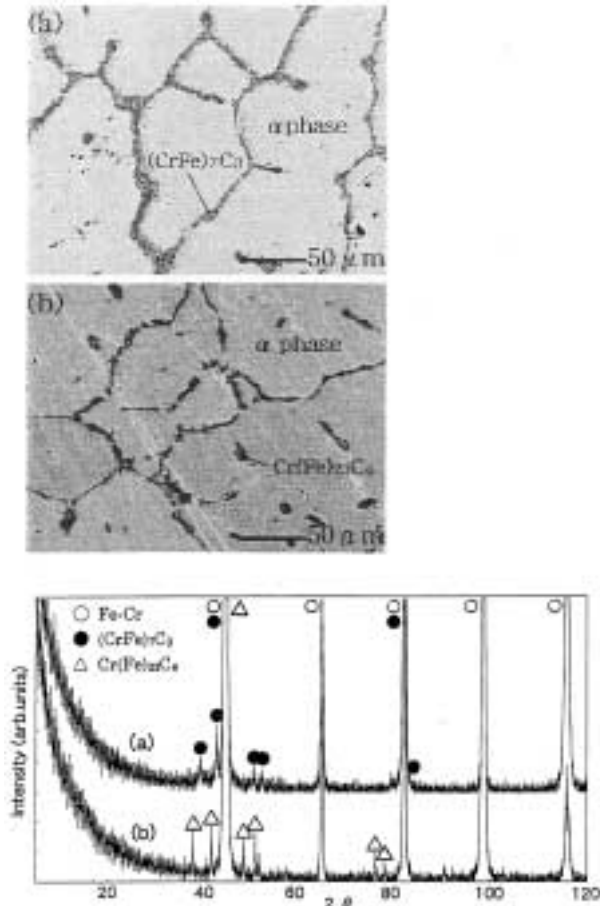 (a)
α phase
(CrFe)₇C₃
50 μm
(b)
α phase
Cr(Fe)₂₃C₆
50 μm
○ Fe-Cr
● (CrFe)₇C₃
△ Cr(Fe)₂₃C₆
Intensity (arb.units)
(a)
(b)
20 40 60 80 100 120
2 θ